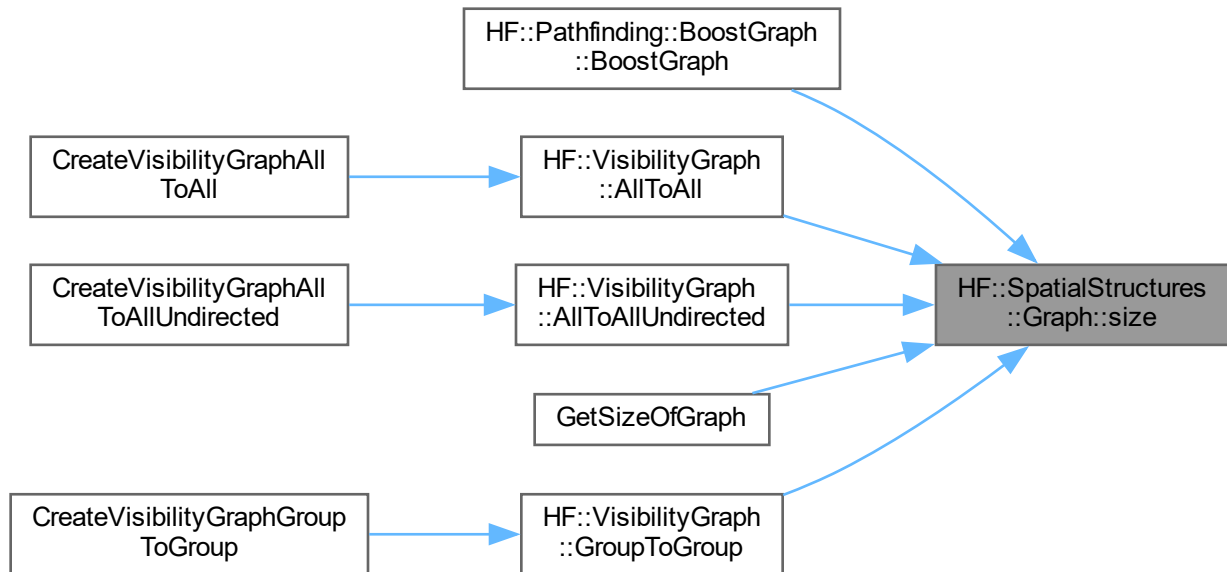 HF::Pathfinding::BoostGraph
::BoostGraph
CreateVisibilityGraphAll
ToAll
HF::VisibilityGraph
::AllToAll
CreateVisibilityGraphAll
ToAllUndirected
HF::VisibilityGraph
::AllToAllUndirected
HF::SpatialStructures
::Graph::size
GetSizeOfGraph
CreateVisibilityGraphGroup
ToGroup
HF::VisibilityGraph
::GroupToGroup